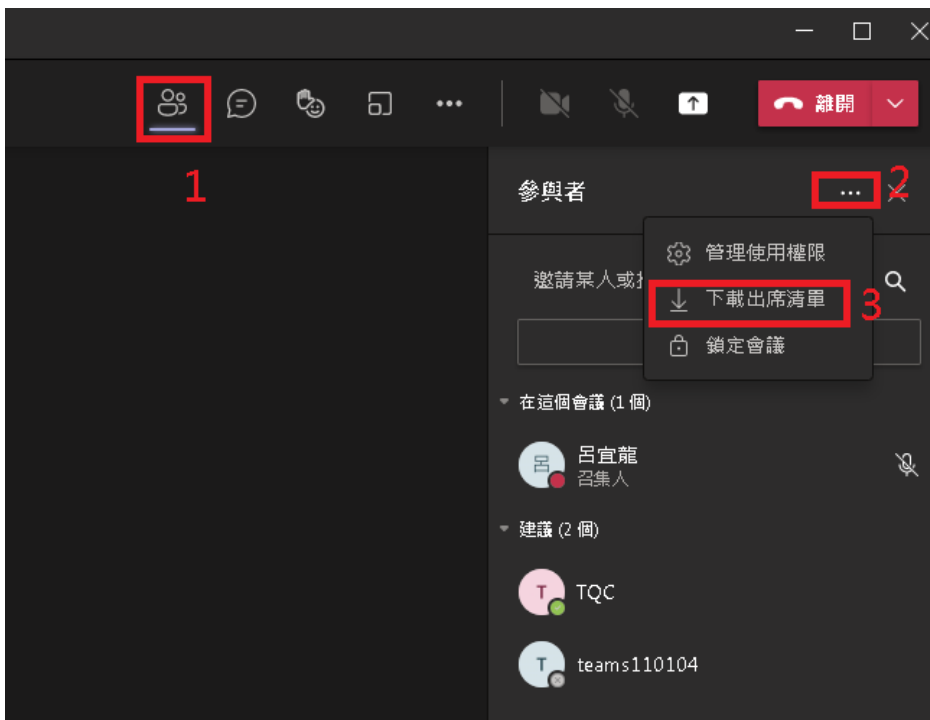 離開
1
參與者
2
管理使用權限
邀請某人或
下載出席清單
3
鎖定會議
在這個會議 (1 個)
呂
呂宜龍
召集人
建議 (2 個)
T
TQC
T
teams110104